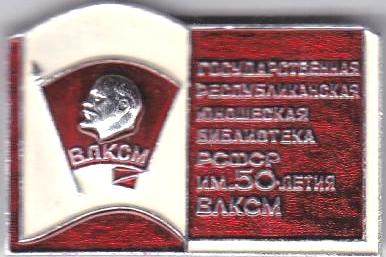 ВЛКСМ
ГОСУДАРСТВЕННАЯ
РЕСПУБЛИКАНСКАЯ
ЮНОШЕСКАЯ
БИБЛИОТЕКА
РСФСР
ИМ. 50-ЛЕТИЯ
ВЛКСМ